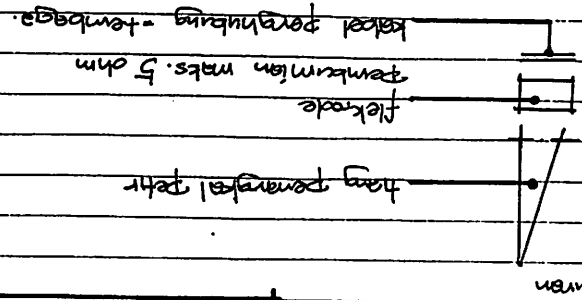 tiang penangkal petir
elektrode
pembumian maks. 5 ohm
kabel penghubung - tembaga.